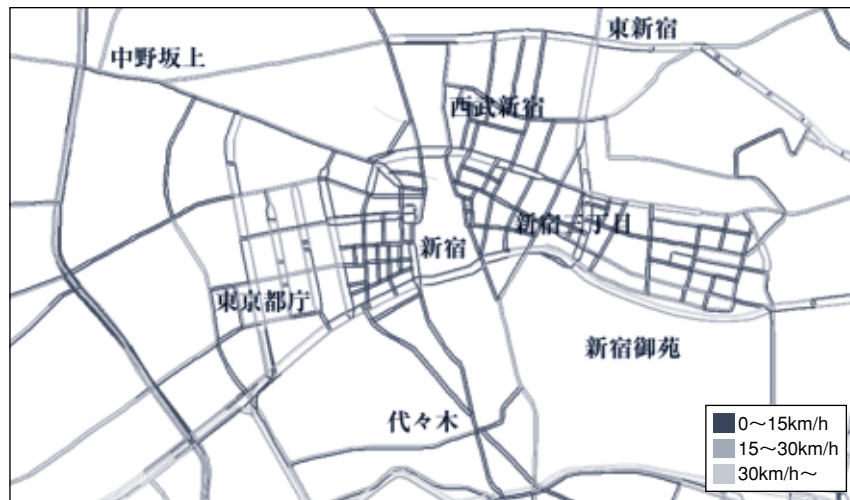 東新宿
中野坂上
西武新宿
新宿三丁目
新宿
東京都庁
新宿御苑
代々木
0〜15km/h
15〜30km/h
30km/h〜